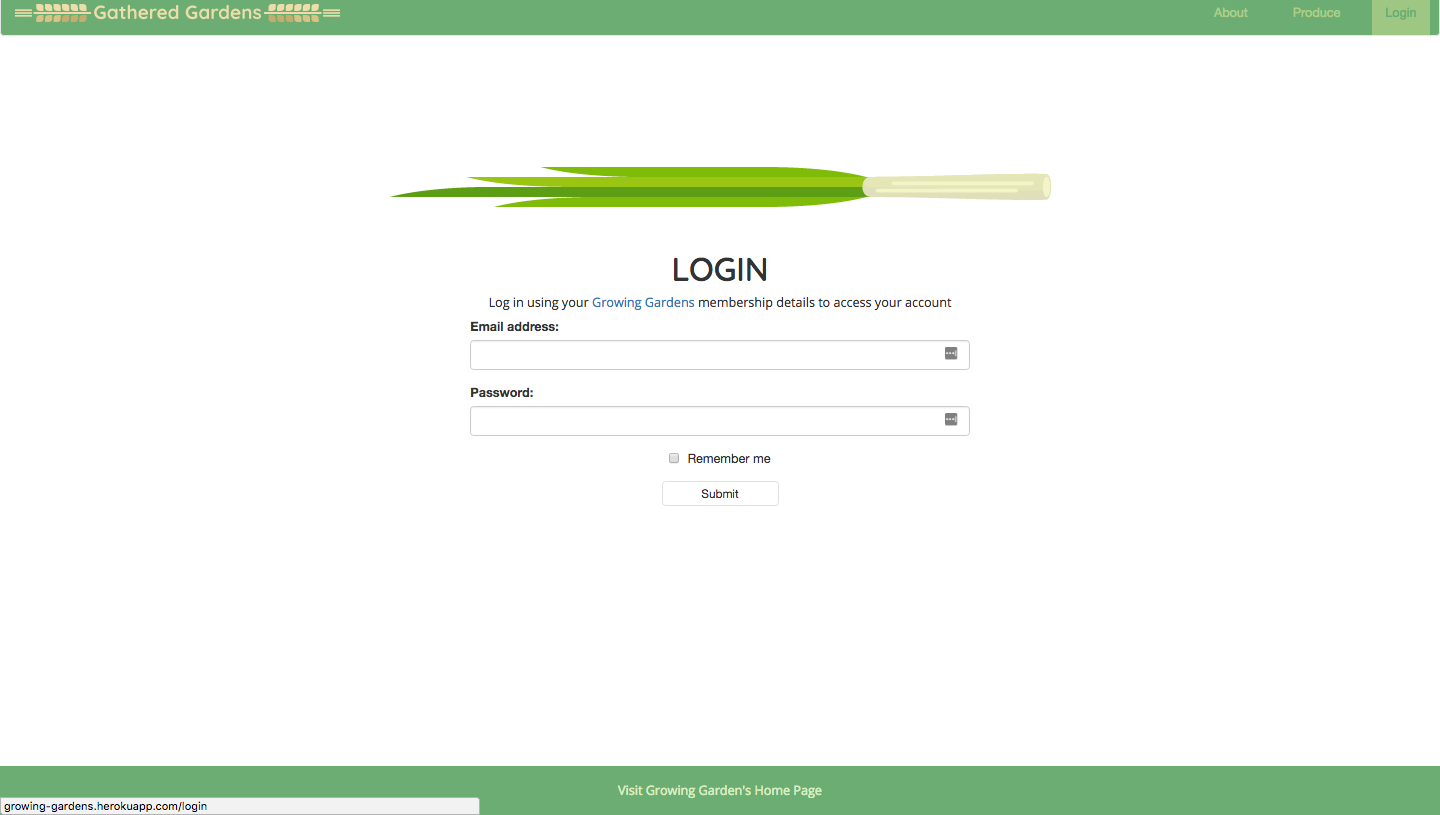 Gathered Gardens
About
Produce
Login
LOGIN
Log in using your Growing Gardens membership details to access your account
Email address:
Password:
Remember me
Submit
Visit Growing Garden's Home Page
growing-gardens.herokuapp.com/login